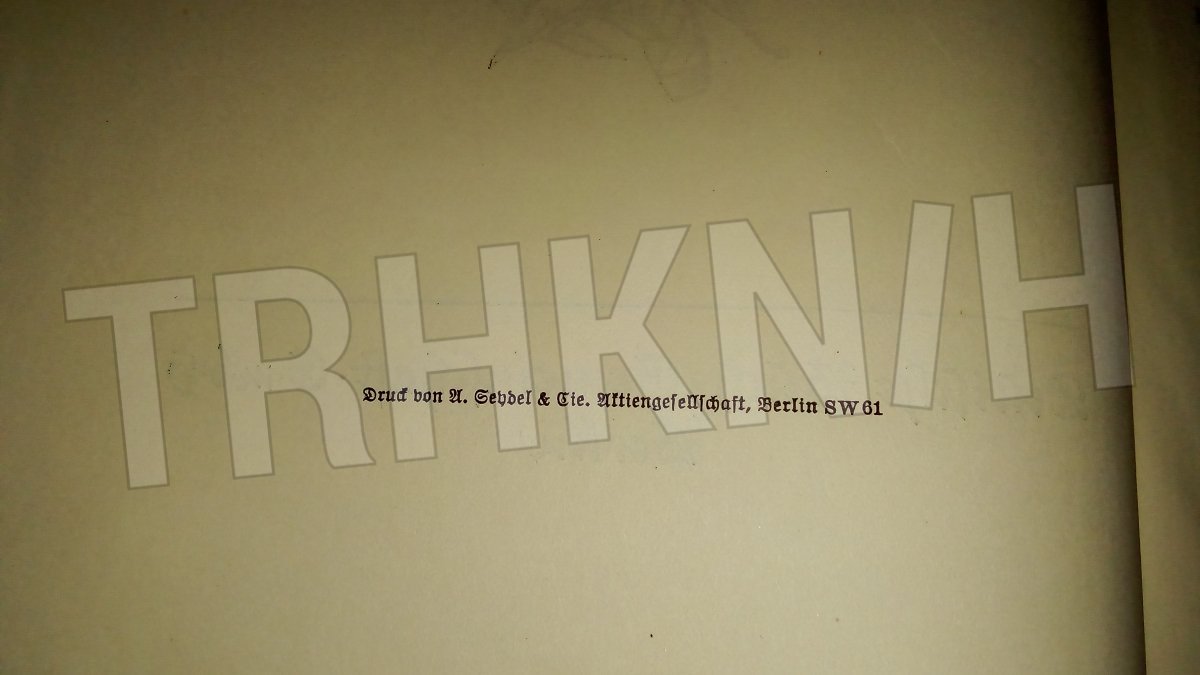 TRHKN/H
Druck von A. Seydel & Cie. Aktiengesellschaft, Berlin SW 61